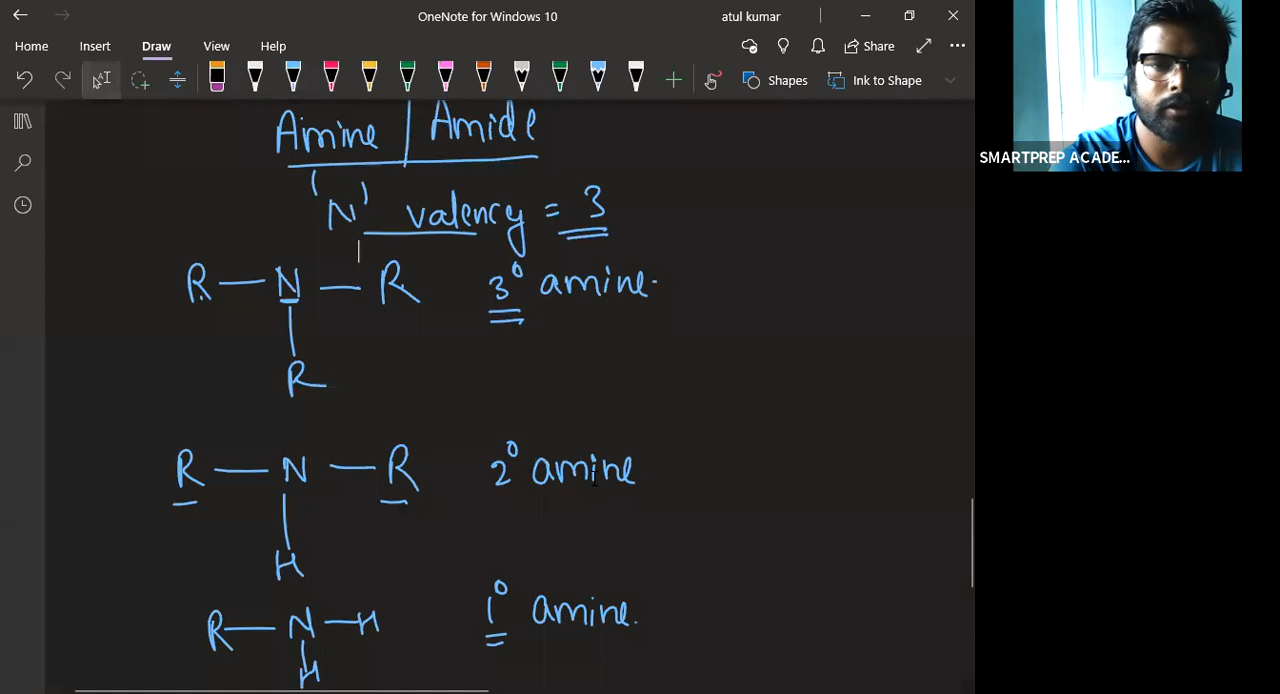 OneNote for Windows 10
atul kumar
Home Insert Draw View Help
Share
Shapes
Ink to Shape
SMARTPREP ACADE...
Amine | Amide
'N' valency = 3
R — N — R 3° amine.
R
R — N — R 2° amine
H
R — N — H 1° amine.
H